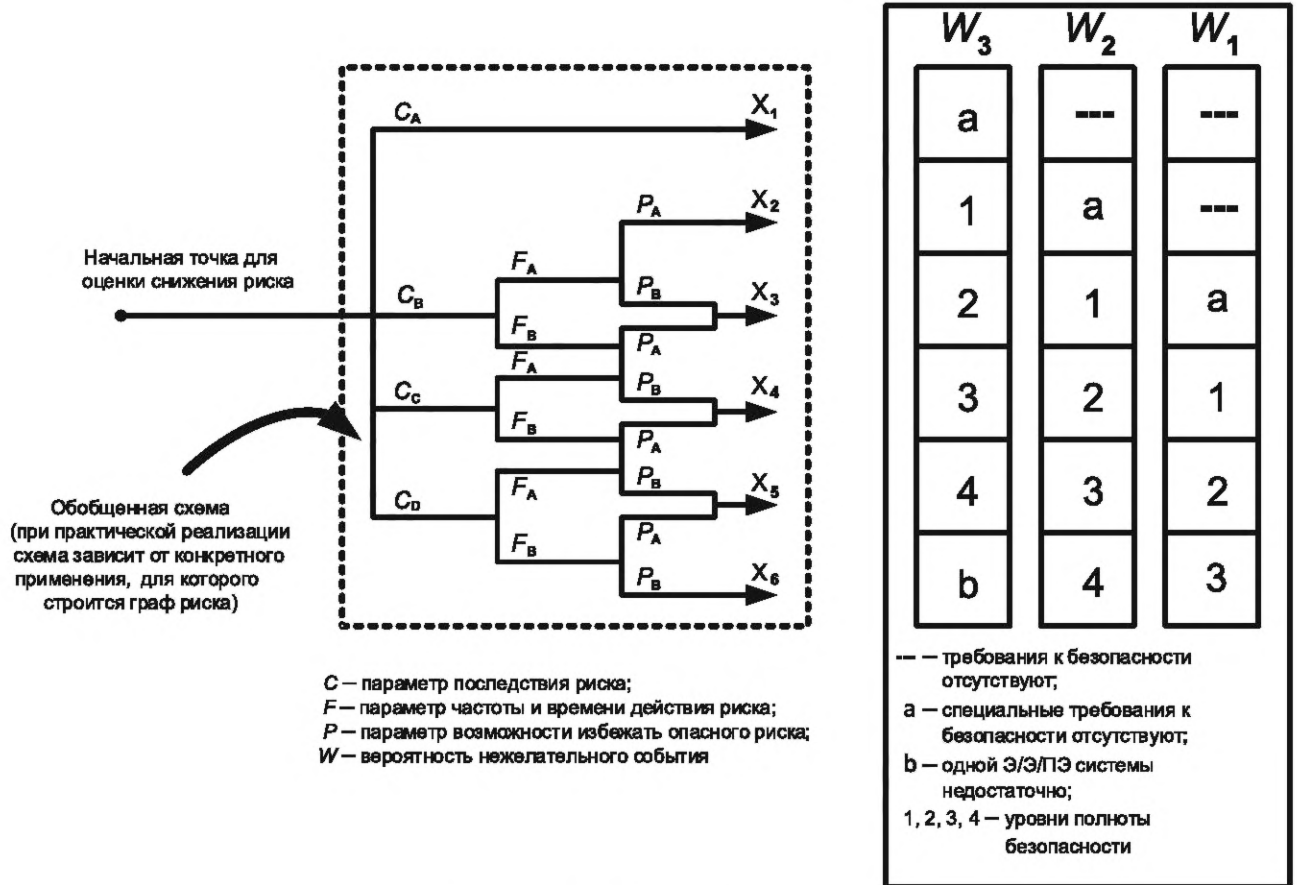 Начальная точка для
оценки снижения риска
Обобщенная схема
(при практической реализации
схема зависит от конкретного
применения, для которого
строится граф риска)
C_A
X_1
P_A
X_2
F_A
C_B
P_B
X_3
F_B
P_A
F_A
C_C
P_B
X_4
F_B
P_A
P_B
X_5
F_A
C_D
P_A
F_B
P_B
X_6
C – параметр последствия риска;
F – параметр частоты и времени действия риска;
P – параметр возможности избежать опасного риска;
W – вероятность нежелательного события
W_3 W_2 W_1
a --- ---
1 a ---
2 1 a
3 2 1
4 3 2
b 4 3
--- – требования к безопасности
отсутствуют;
a – специальные требования к
безопасности отсутствуют;
b – одной Э/Э/ПЭ системы
недостаточно;
1, 2, 3, 4 – уровни полноты
безопасности